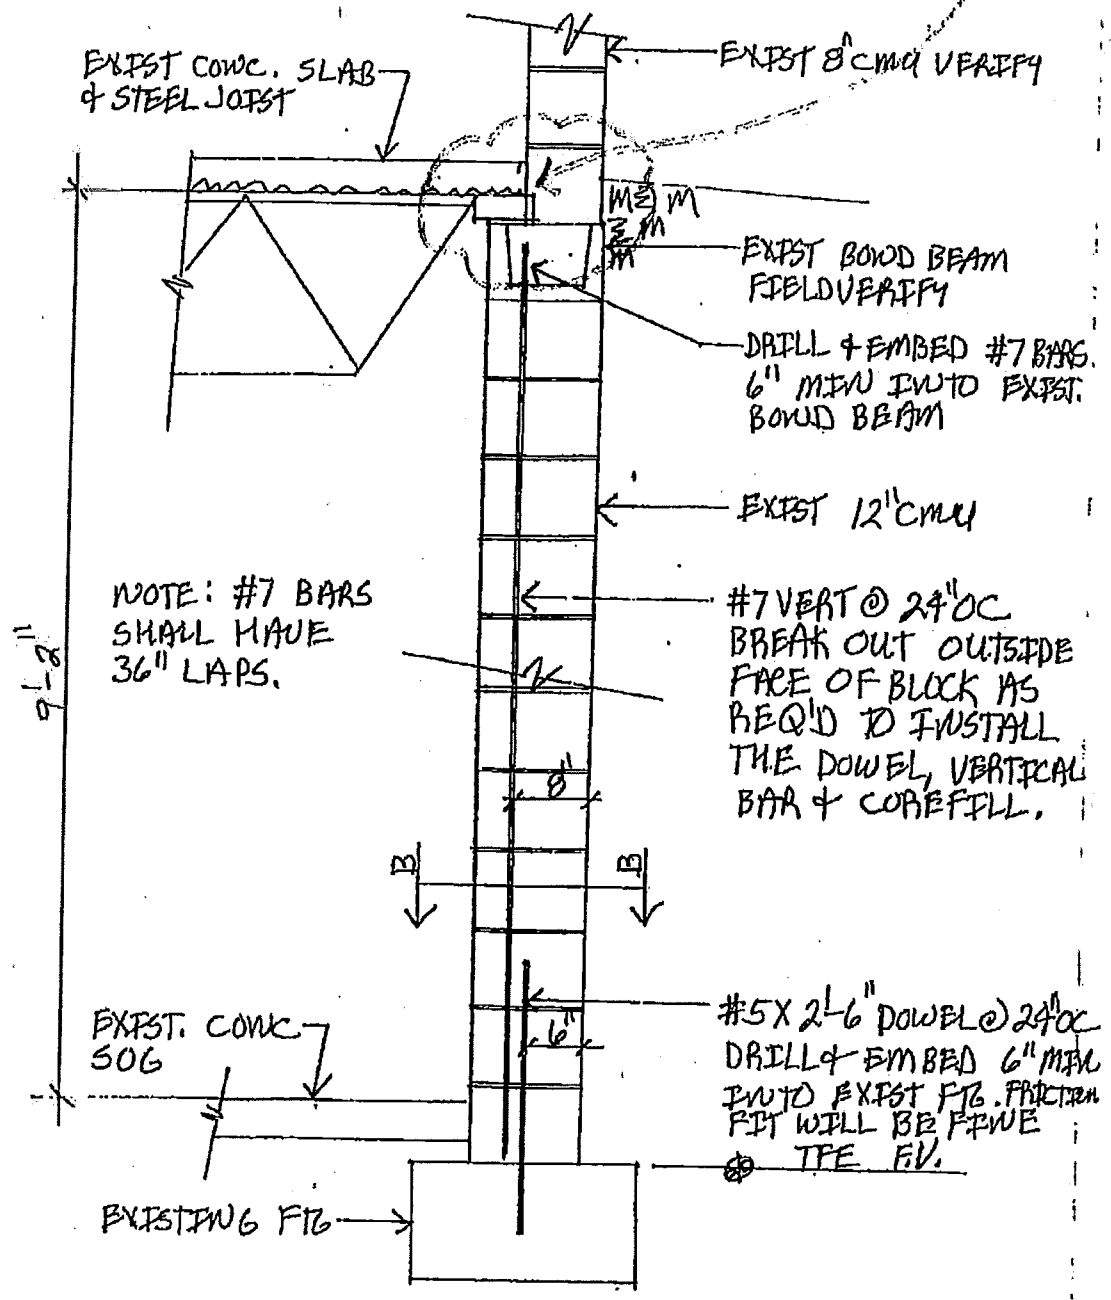 EXIST CONC. SLAB
& STEEL JOIST
EXIST 8" CMU VERIFY
EXIST BOND BEAM
FIELD VERIFY
DRILL & EMBED #7 BARS.
6" MIN INTO EXIST.
BOND BEAM
EXIST 12" CMU
NOTE: #7 BARS
SHALL HAVE
36" LAPS.
9'-2"
#7 VERT @ 24" OC
BREAK OUT OUTSIDE
FACE OF BLOCK AS
REQ'D TO INSTALL
THE DOWEL, VERTICAL
BAR & COREFILL.
8"
B
B
6"
EXIST. CONC
SOG
#5 X 2'-6" DOWEL @ 24" OC
DRILL & EMBED 6" MIN
INTO EXIST FTG. FRICTION
FIT WILL BE FINE
TFE F.V.
EXISTING FTG